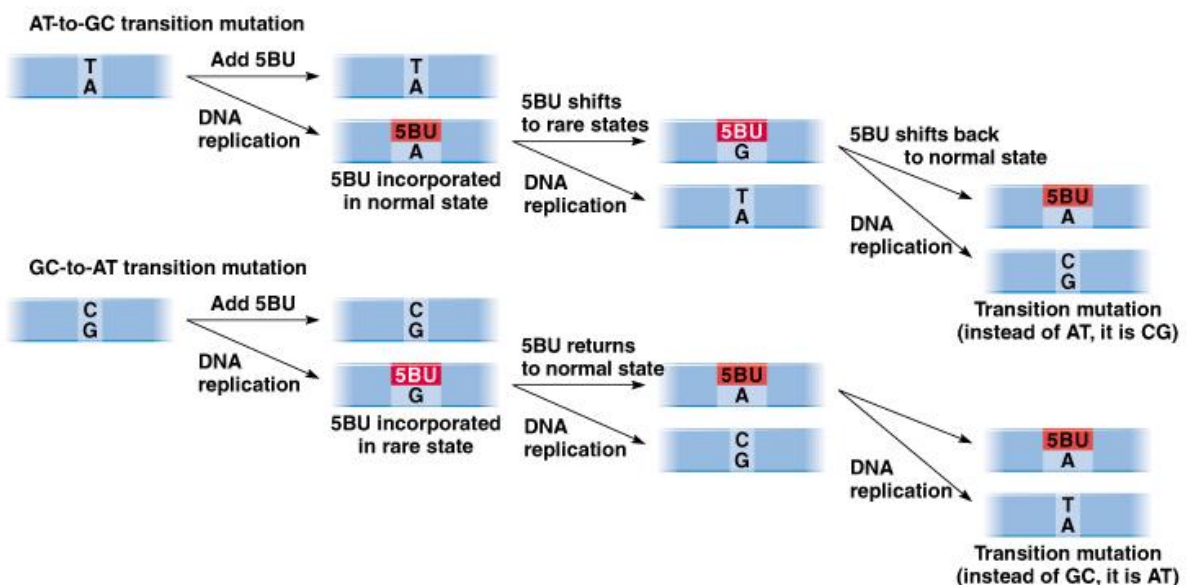 AT-to-GC transition mutation
T
A
Add 5BU
DNA
replication
T
A
5BU
A
5BU incorporated
in normal state
5BU shifts
to rare states
DNA
replication
5BU
G
T
A
5BU shifts back
to normal state
DNA
replication
5BU
A
C
G
Transition mutation
(instead of AT, it is CG)
GC-to-AT transition mutation
C
G
Add 5BU
DNA
replication
C
G
5BU
G
5BU incorporated
in rare state
5BU returns
to normal state
DNA
replication
5BU
A
C
G
DNA
replication
5BU
A
T
A
Transition mutation
(instead of GC, it is AT)